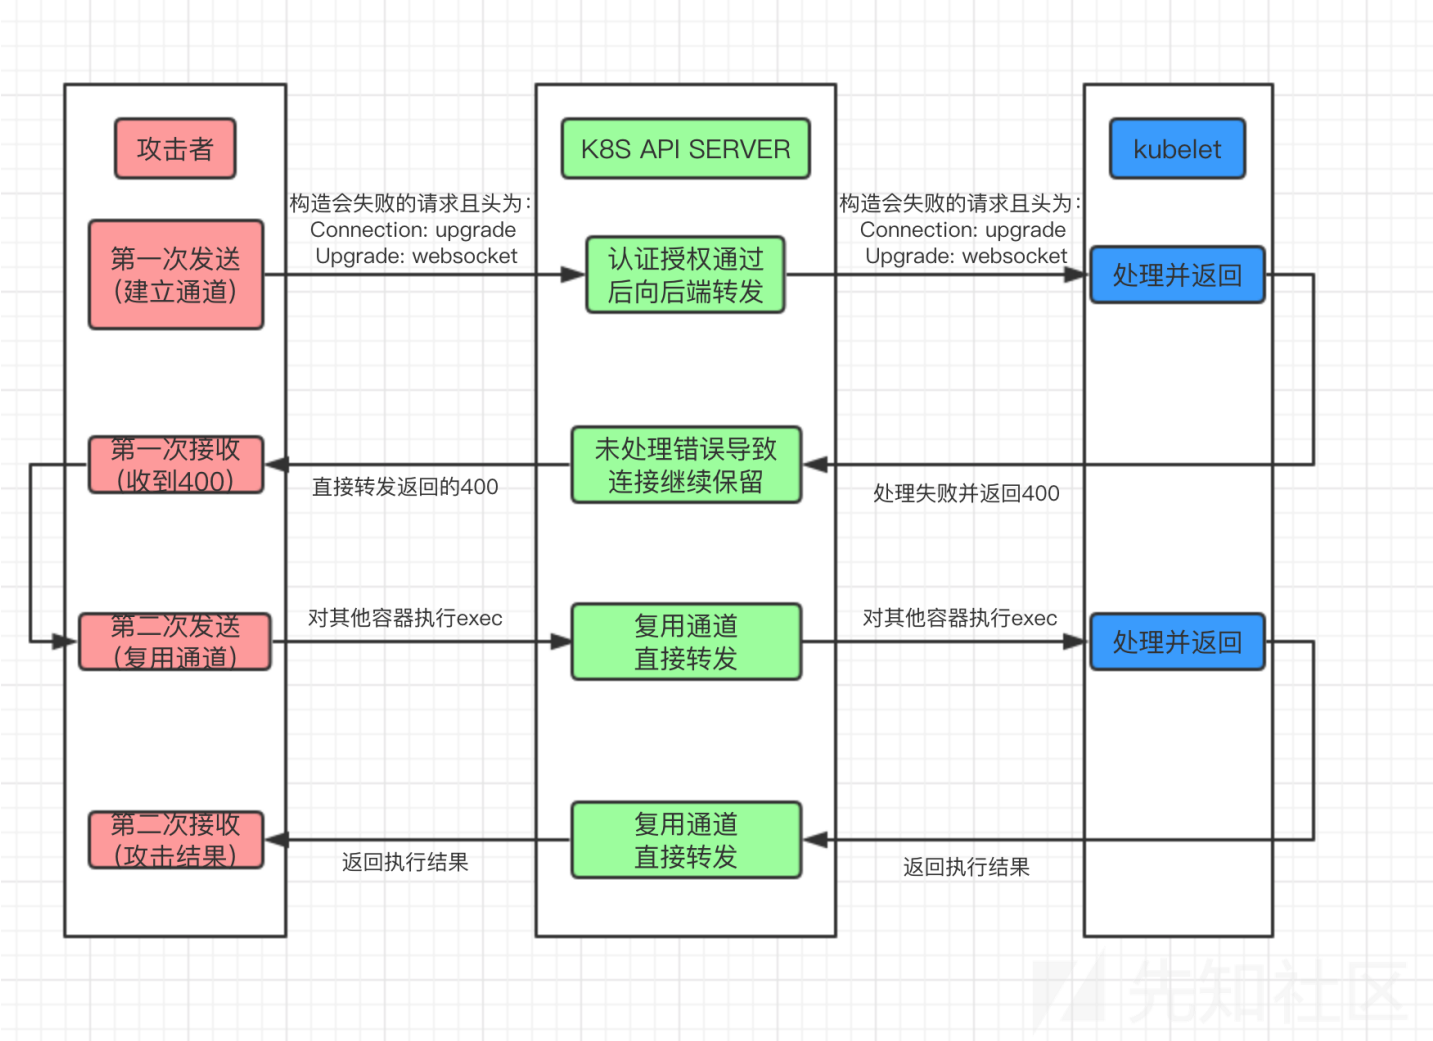 攻击者
K8S API SERVER
kubelet
构造会失败的请求且头为：
Connection: upgrade
Upgrade: websocket
构造会失败的请求且头为：
Connection: upgrade
Upgrade: websocket
第一次发送
（建立通道）
认证授权通过
后向后端转发
处理并返回
第一次接收
（收到400）
直接转发返回的400
未处理错误导致
连接继续保留
处理失败并返回400
第二次发送
（复用通道）
对其他容器执行exec
复用通道
直接转发
对其他容器执行exec
处理并返回
第二次接收
（攻击结果）
返回执行结果
复用通道
直接转发
返回执行结果
先知社区